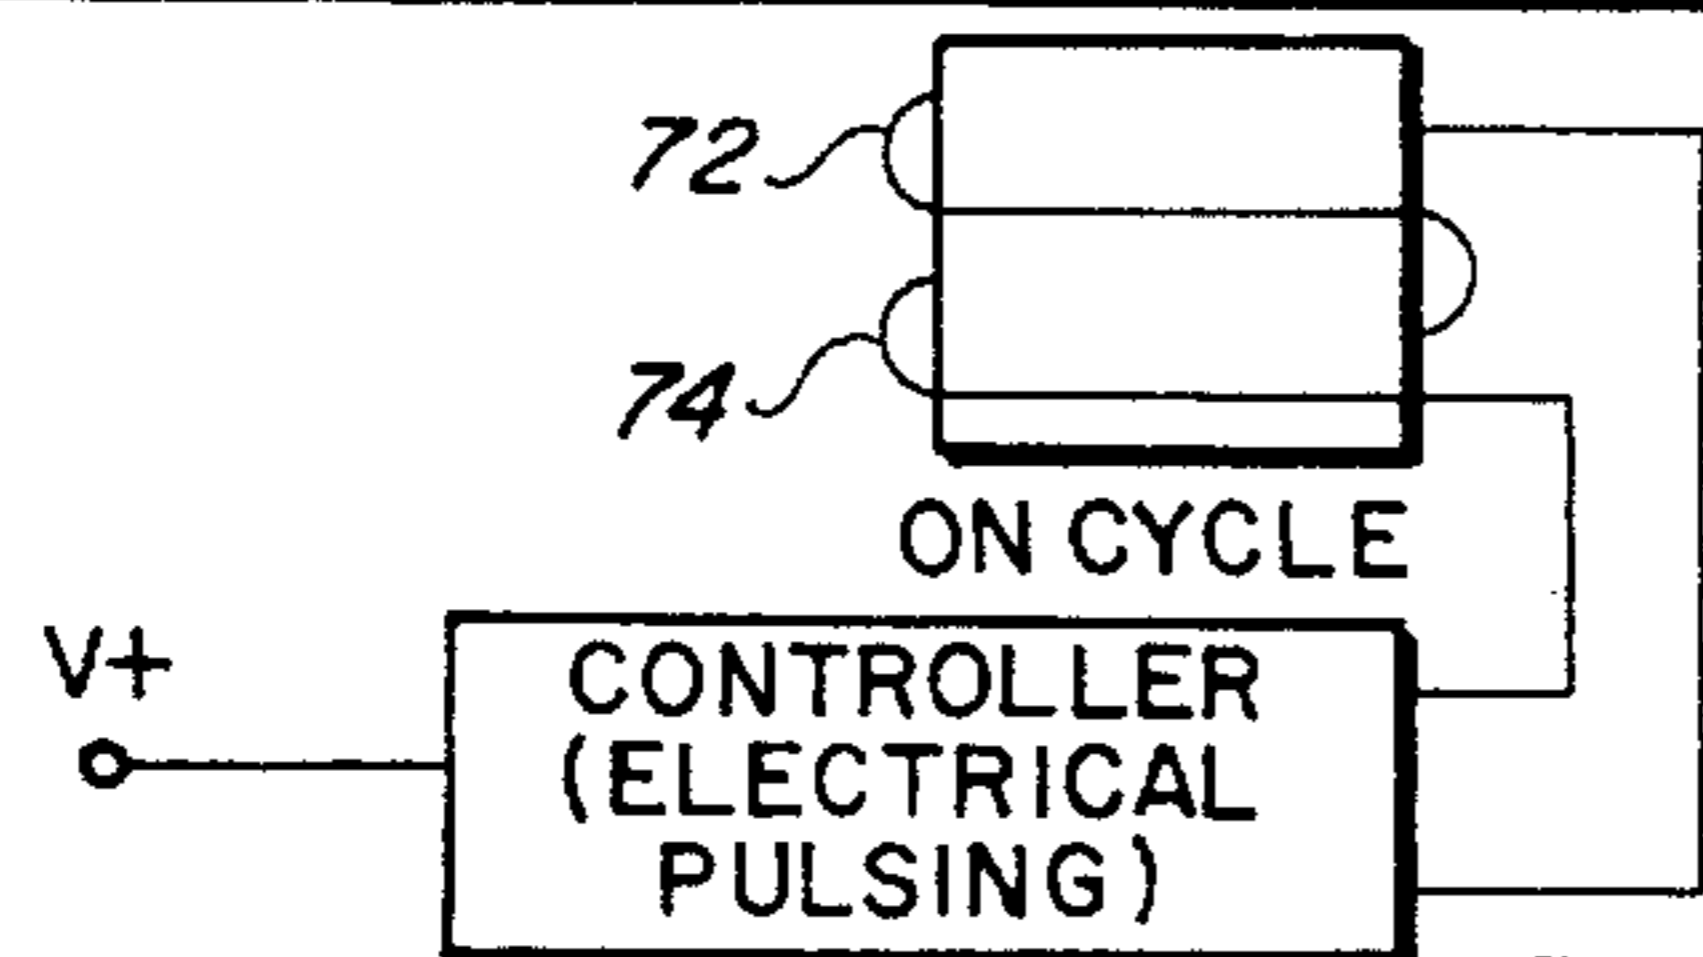 72
74
ON CYCLE
V+
CONTROLLER
(ELECTRICAL
PULSING)